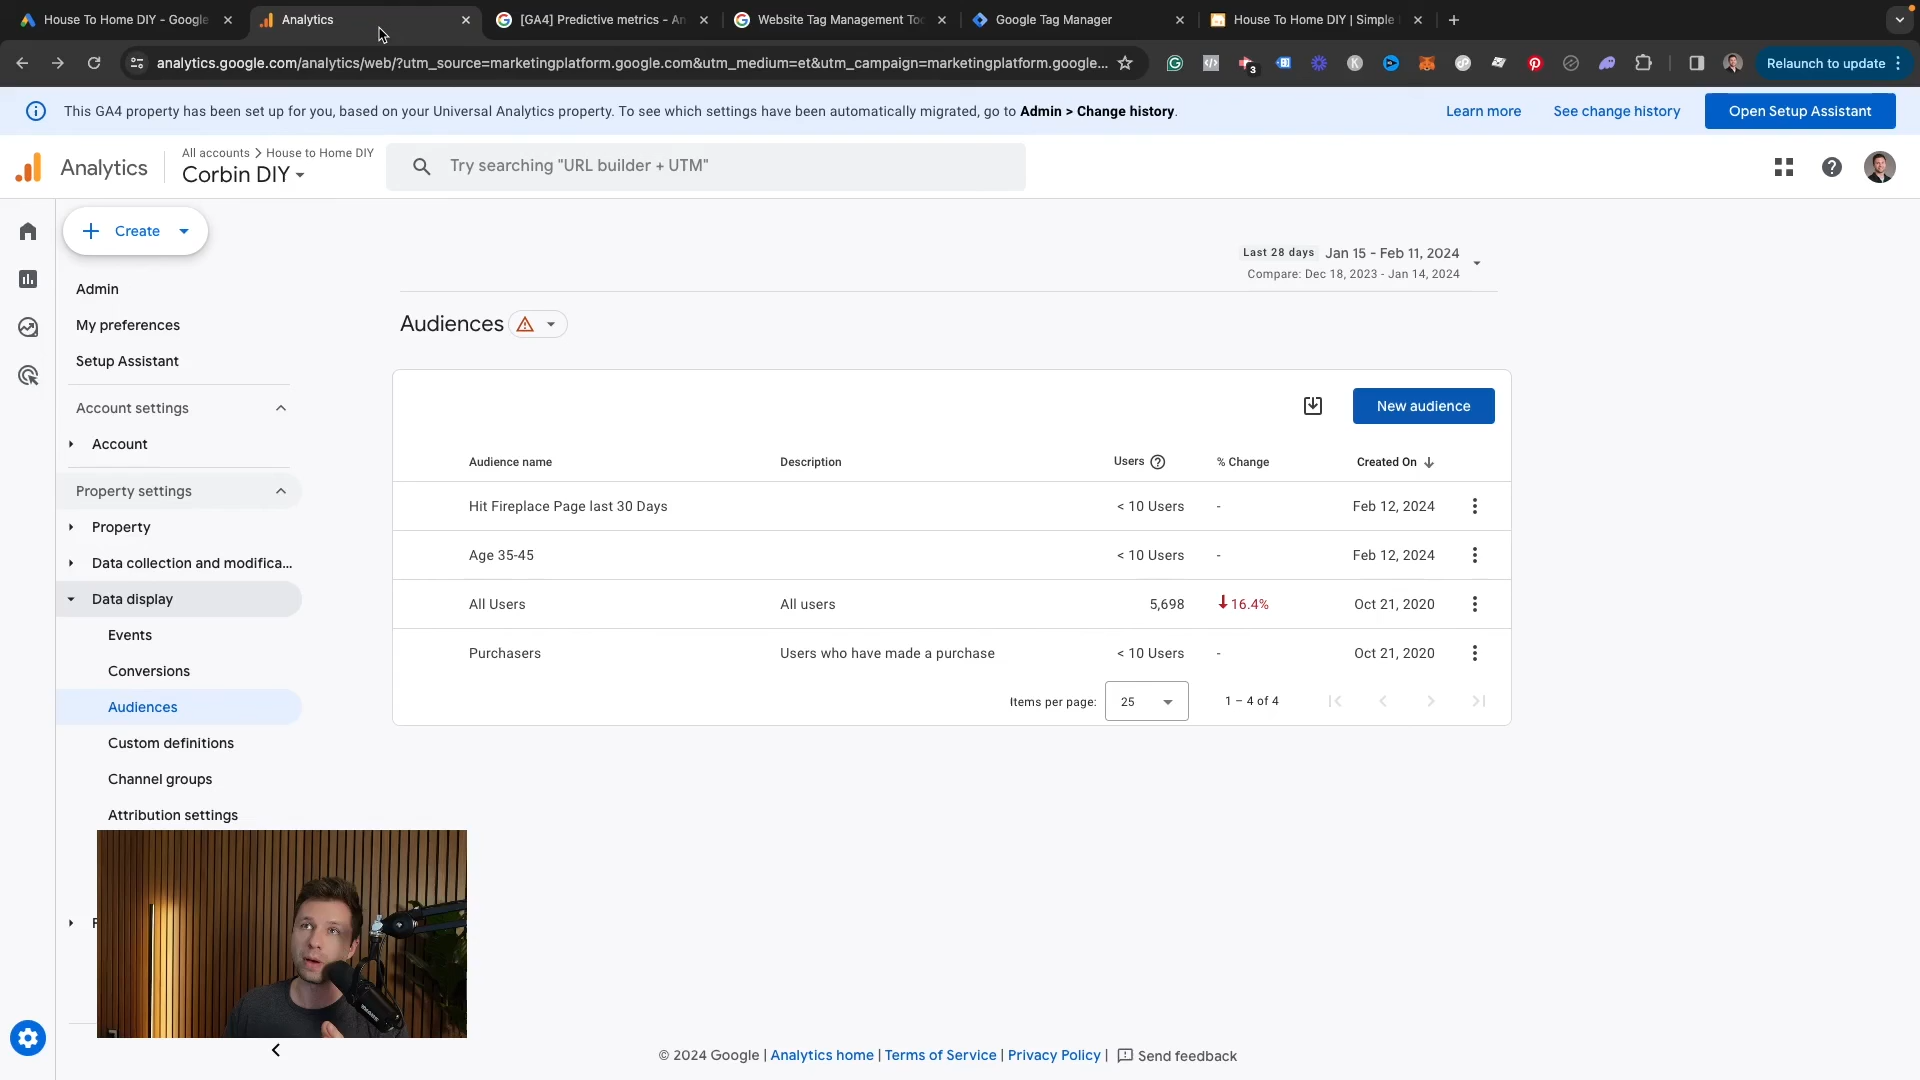 House To Home DIY - Google
Analytics
[GA4] Predictive metrics - An
Website Tag Management Too
Google Tag Manager
House To Home DIY | Simple
analytics.google.com/analytics/web/?utm_source=marketingplatform.google.com&utm_medium=et&utm_campaign=marketingplatform.google...
3
Relaunch to update
This GA4 property has been set up for you, based on your Universal Analytics property. To see which settings have been automatically migrated, go to Admin > Change history.
Learn more
See change history
Open Setup Assistant
Analytics
All accounts > House to Home DIY
Corbin DIY
Try searching "URL builder + UTM"
Create
Admin
My preferences
Setup Assistant
Account settings
Account
Property settings
Property
Data collection and modifica...
Data display
Events
Conversions
Audiences
Custom definitions
Channel groups
Attribution settings
Last 28 days Jan 15 - Feb 11, 2024
Compare: Dec 18, 2023 - Jan 14, 2024
Audiences
New audience
Audience name Description Users % Change Created On
Hit Fireplace Page last 30 Days < 10 Users - Feb 12, 2024
Age 35-45 < 10 Users - Feb 12, 2024
All Users All users 5,698 16.4% Oct 21, 2020
Purchasers Users who have made a purchase < 10 Users - Oct 21, 2020
Items per page: 25 1 – 4 of 4
© 2024 Google | Analytics home | Terms of Service | Privacy Policy | Send feedback